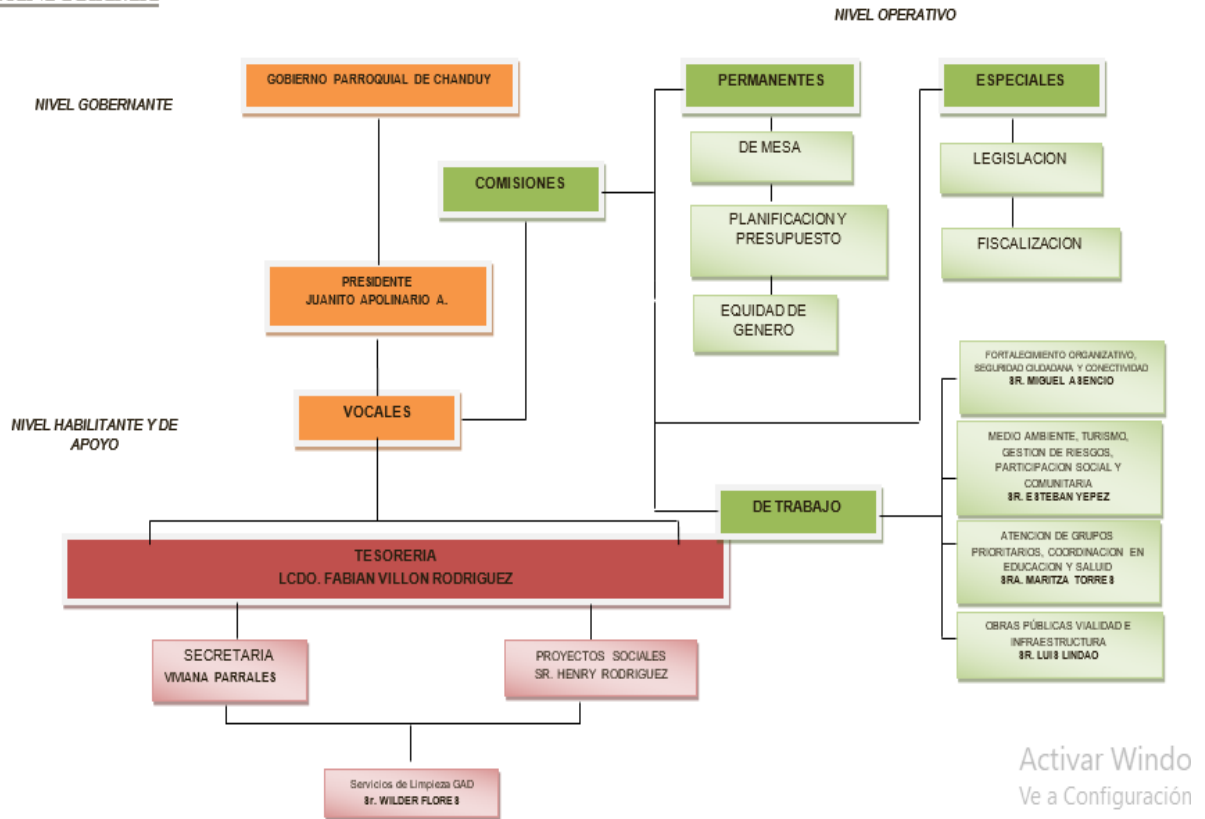 NIVEL OPERATIVO
GOBIERNO PARROQUIAL DE CHANDUY
NIVEL GOBERNANTE
PERMANENTES
ESPECIALES
DE MESA
LEGISLACION
COMISIONES
PLANIFICACION Y
PRESUPUESTO
FISCALIZACION
PRESIDENTE
JUANITO APOLINARIO A.
EQUIDAD DE
GENERO
FORTALECIMIENTO ORGANIZATIVO,
SEGURIDAD CIUDADANA Y CONECTIVIDAD
SR. MIGUEL ASENCIO
VOCALES
NIVEL HABILITANTE Y DE
APOYO
MEDIO AMBIENTE, TURISMO,
GESTION DE RIESGOS,
PARTICIPACION SOCIAL Y
COMUNITARIA
SR. ESTEBAN YEPEZ
DE TRABAJO
ATENCION DE GRUPOS
PRIORITARIOS, COORDINACION EN
EDUCACION Y SALUID
SRA. MARITZA TORRES
TESORERIA
LCDO. FABIAN VILLON RODRIGUEZ
OBRAS PÚBLICAS VIALIDAD E
INFRAESTRUCTURA
SR. LUIS LINDAO
SECRETARIA
VIVIANA PARRALES
PROYECTOS SOCIALES
SR. HENRY RODRIGUEZ
Servicios de Limpieza GAD
Sr. WILDER FLORES
Activar Windo
Ve a Configuración